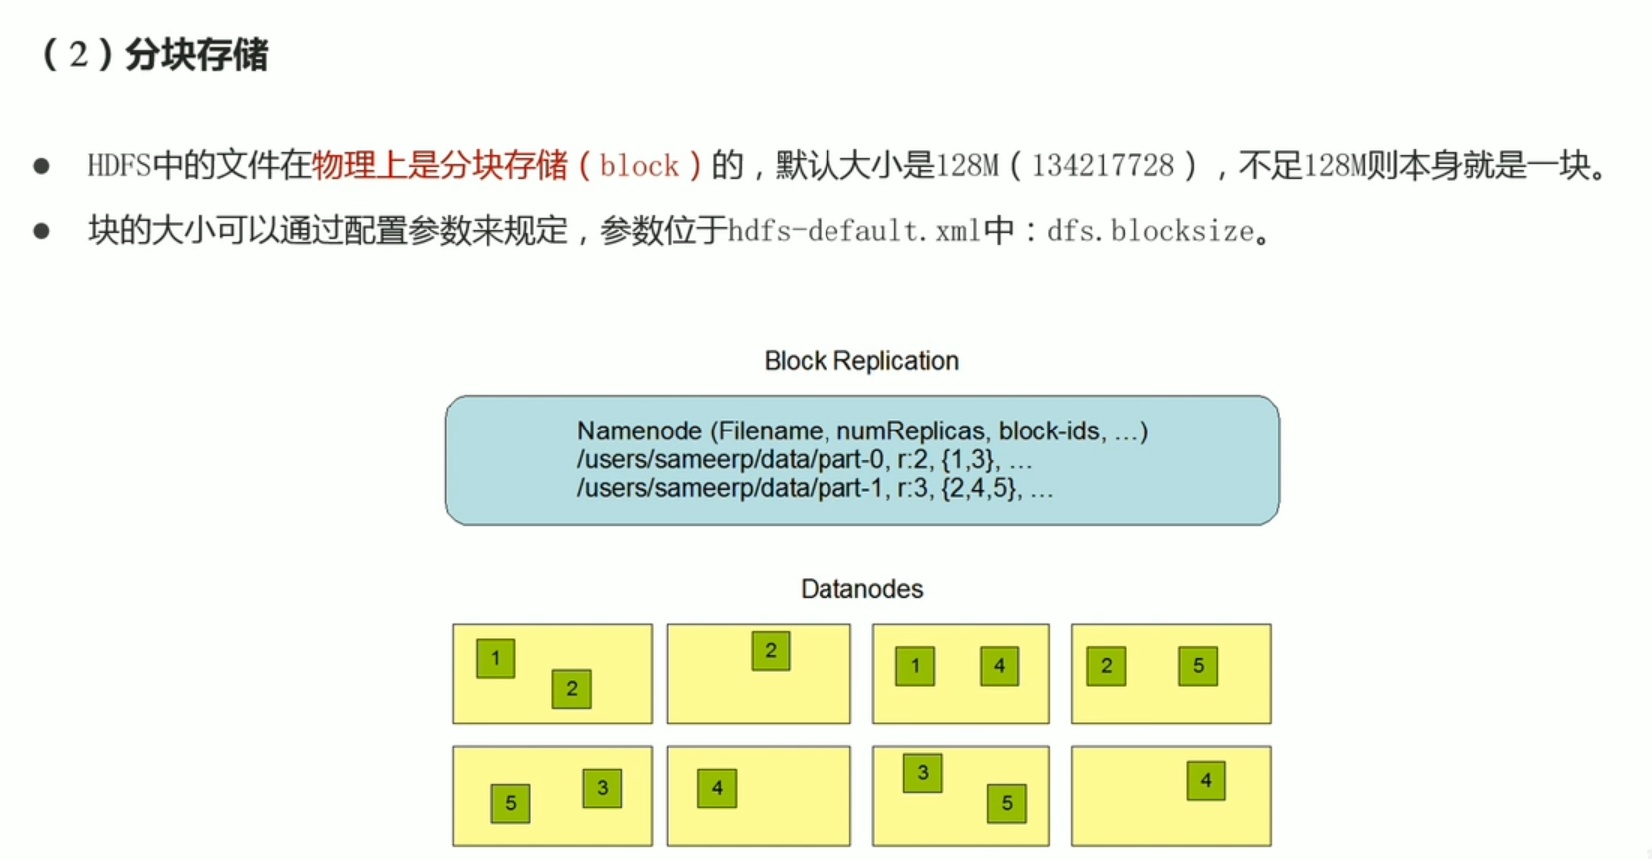 （2）分块存储
● HDFS中的文件在物理上是分块存储（block）的，默认大小是128M（134217728），不足128M则本身就是一块。
● 块的大小可以通过配置参数来规定，参数位于hdfs-default.xml中：dfs.blocksize。
Block Replication
Namenode (Filename, numReplicas, block-ids, ...)
/users/sameerp/data/part-0, r:2, {1,3}, ...
/users/sameerp/data/part-1, r:3, {2,4,5}, ...
Datanodes
1 2
2
1 4
2 5
5 3
4
3 5
4